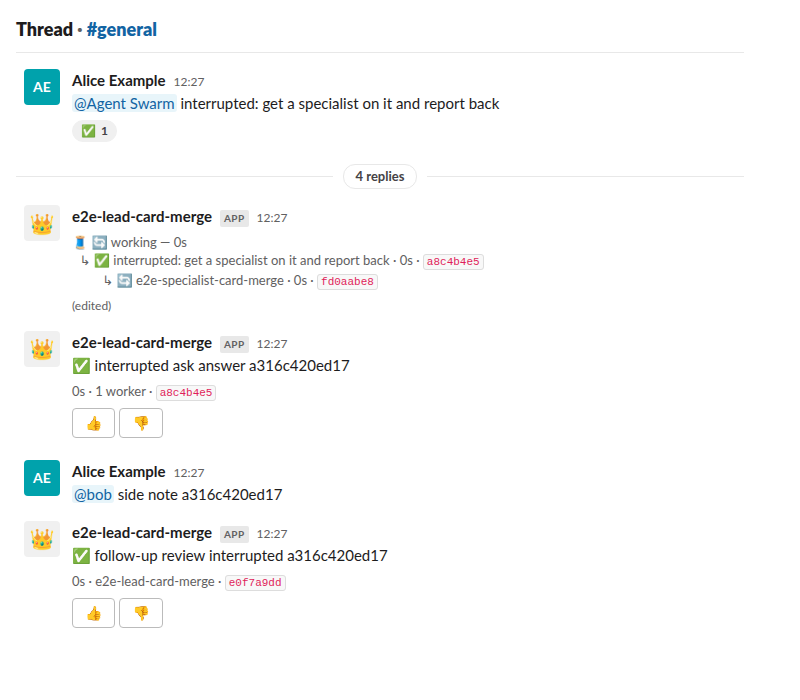 Thread • #general
AE
Alice Example 12:27
@Agent Swarm interrupted: get a specialist on it and report back
✅ 1
4 replies
e2e-lead-card-merge APP 12:27
🧵 🔄 working — 0s
↳ ✅ interrupted: get a specialist on it and report back · 0s · a8c4b4e5
↳ 🔄 e2e-specialist-card-merge · 0s · fd0aabe8
(edited)
e2e-lead-card-merge APP 12:27
✅ interrupted ask answer a316c420ed17
0s · 1 worker · a8c4b4e5
👍 👎
AE
Alice Example 12:27
@bob side note a316c420ed17
e2e-lead-card-merge APP 12:27
✅ follow-up review interrupted a316c420ed17
0s · e2e-lead-card-merge · e0f7a9dd
👍 👎